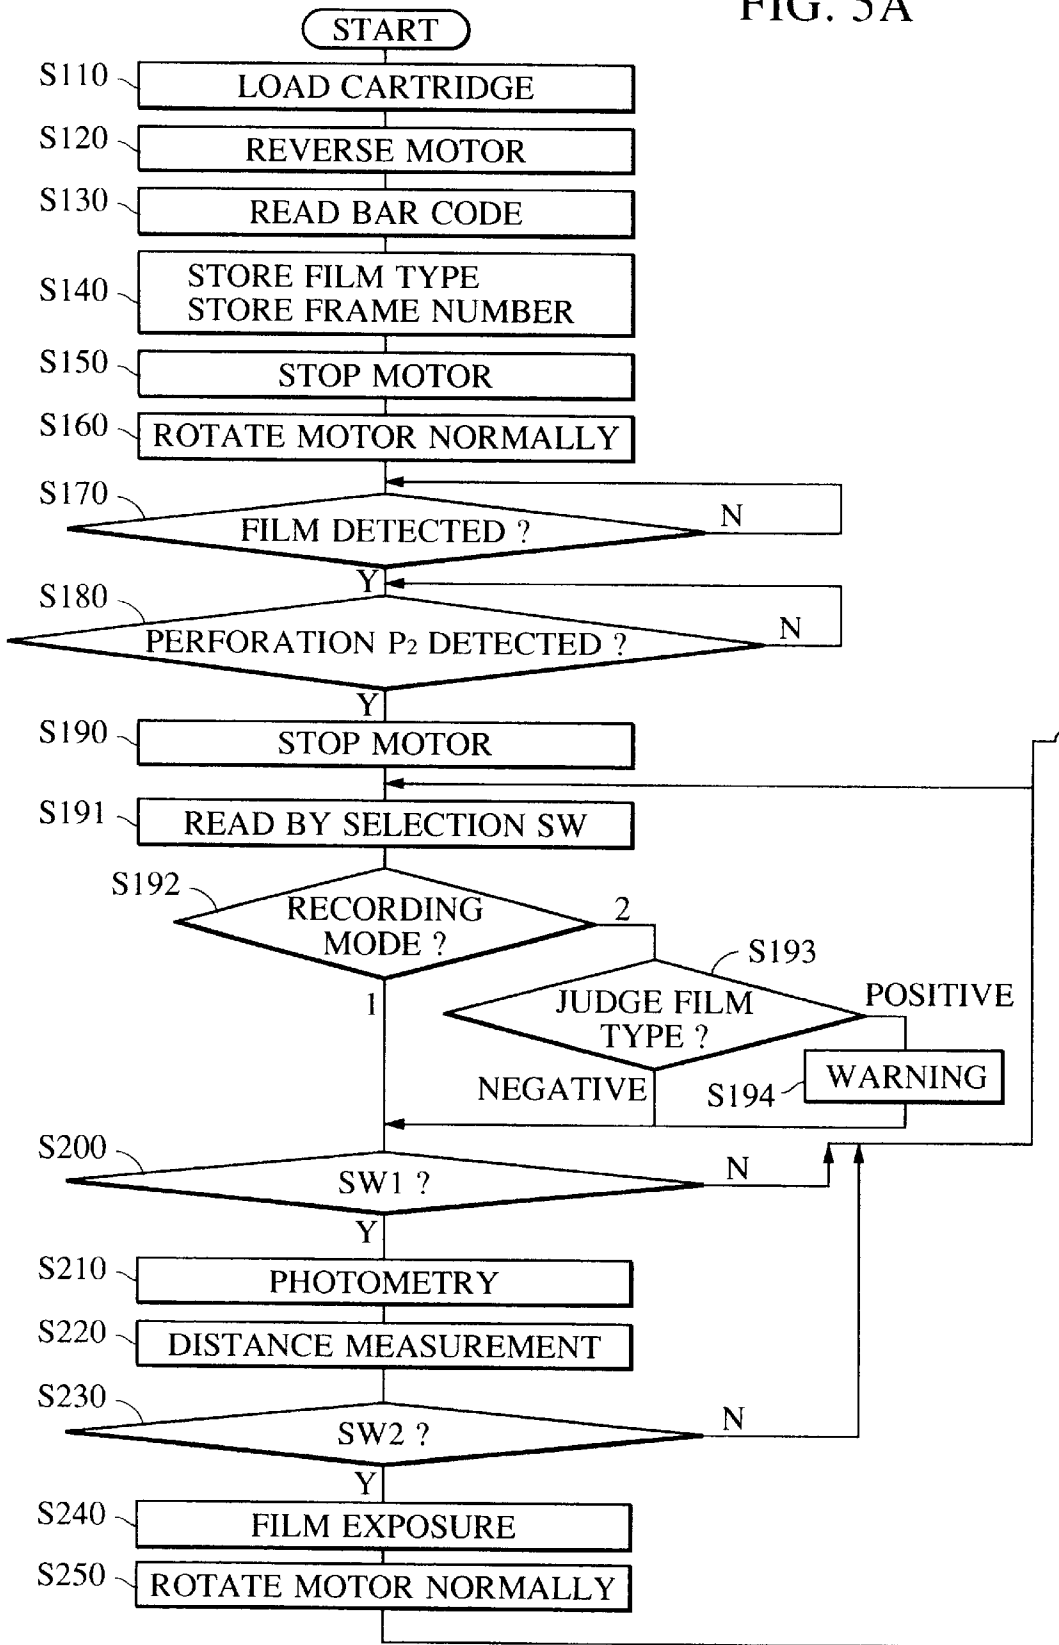 FIG. 5A
START
S110
LOAD CARTRIDGE
S120
REVERSE MOTOR
S130
READ BAR CODE
S140
STORE FILM TYPE
STORE FRAME NUMBER
S150
STOP MOTOR
S160
ROTATE MOTOR NORMALLY
S170
FILM DETECTED ?
N
Y
S180
PERFORATION P2 DETECTED ?
N
Y
S190
STOP MOTOR
S191
READ BY SELECTION SW
S192
RECORDING
MODE ?
2
1
S193
JUDGE FILM
TYPE ?
POSITIVE
NEGATIVE
S194
WARNING
S200
SW1 ?
N
Y
S210
PHOTOMETRY
S220
DISTANCE MEASUREMENT
S230
SW2 ?
N
Y
S240
FILM EXPOSURE
S250
ROTATE MOTOR NORMALLY